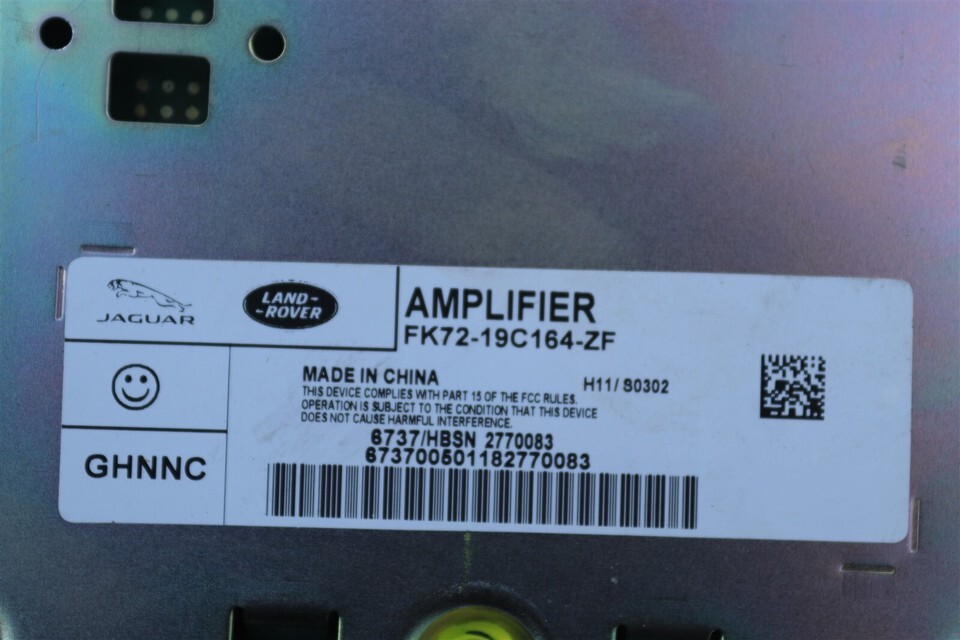 JAGUAR
LAND-
-ROVER
AMPLIFIER
FK72-19C164-ZF
MADE IN CHINA
H11/ S0302
THIS DEVICE COMPLIES WITH PART 15 OF THE FCC RULES.
OPERATION IS SUBJECT TO THE CONDITION THAT THIS DEVICE
DOES NOT CAUSE HARMFUL INTERFERENCE.
6737/HBSN 2770083
673700501182770083
GHNNC